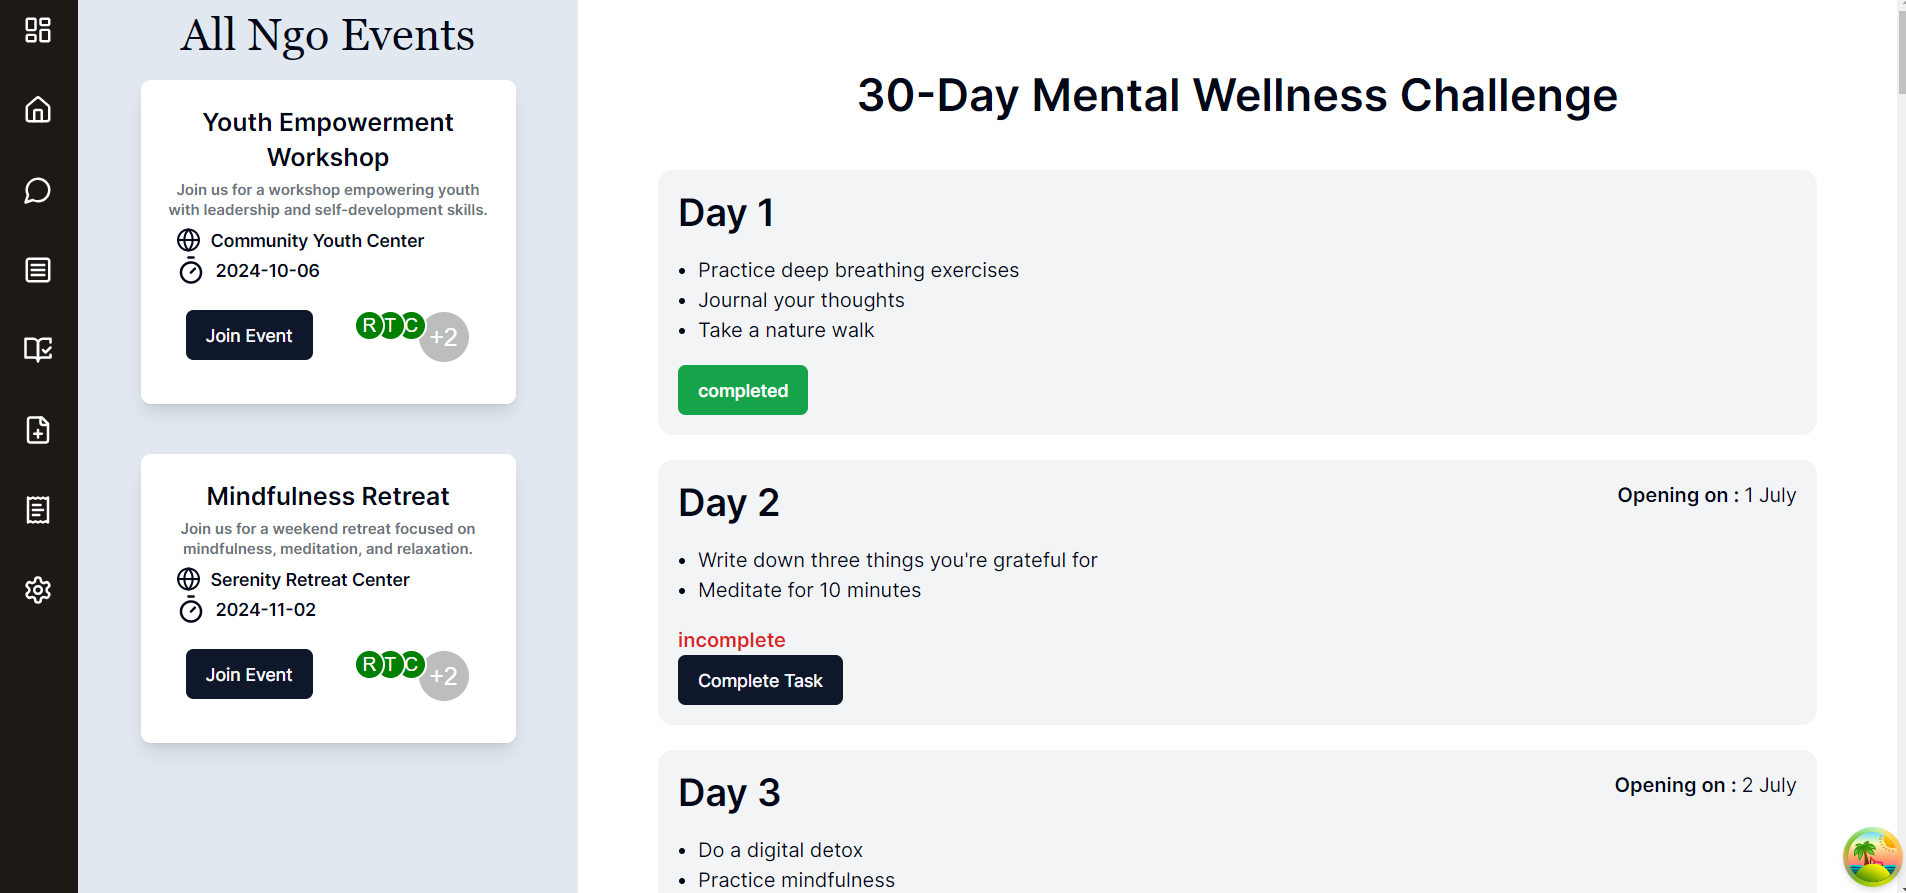 All Ngo Events
Youth Empowerment
Workshop
Join us for a workshop empowering youth
with leadership and self-development skills.
Community Youth Center
2024-10-06
Join Event
R T C +2
Mindfulness Retreat
Join us for a weekend retreat focused on
mindfulness, meditation, and relaxation.
Serenity Retreat Center
2024-11-02
Join Event
R T C +2
30-Day Mental Wellness Challenge
Day 1
• Practice deep breathing exercises
• Journal your thoughts
• Take a nature walk
completed
Day 2
Opening on : 1 July
• Write down three things you're grateful for
• Meditate for 10 minutes
incomplete
Complete Task
Day 3
Opening on : 2 July
• Do a digital detox
• Practice mindfulness